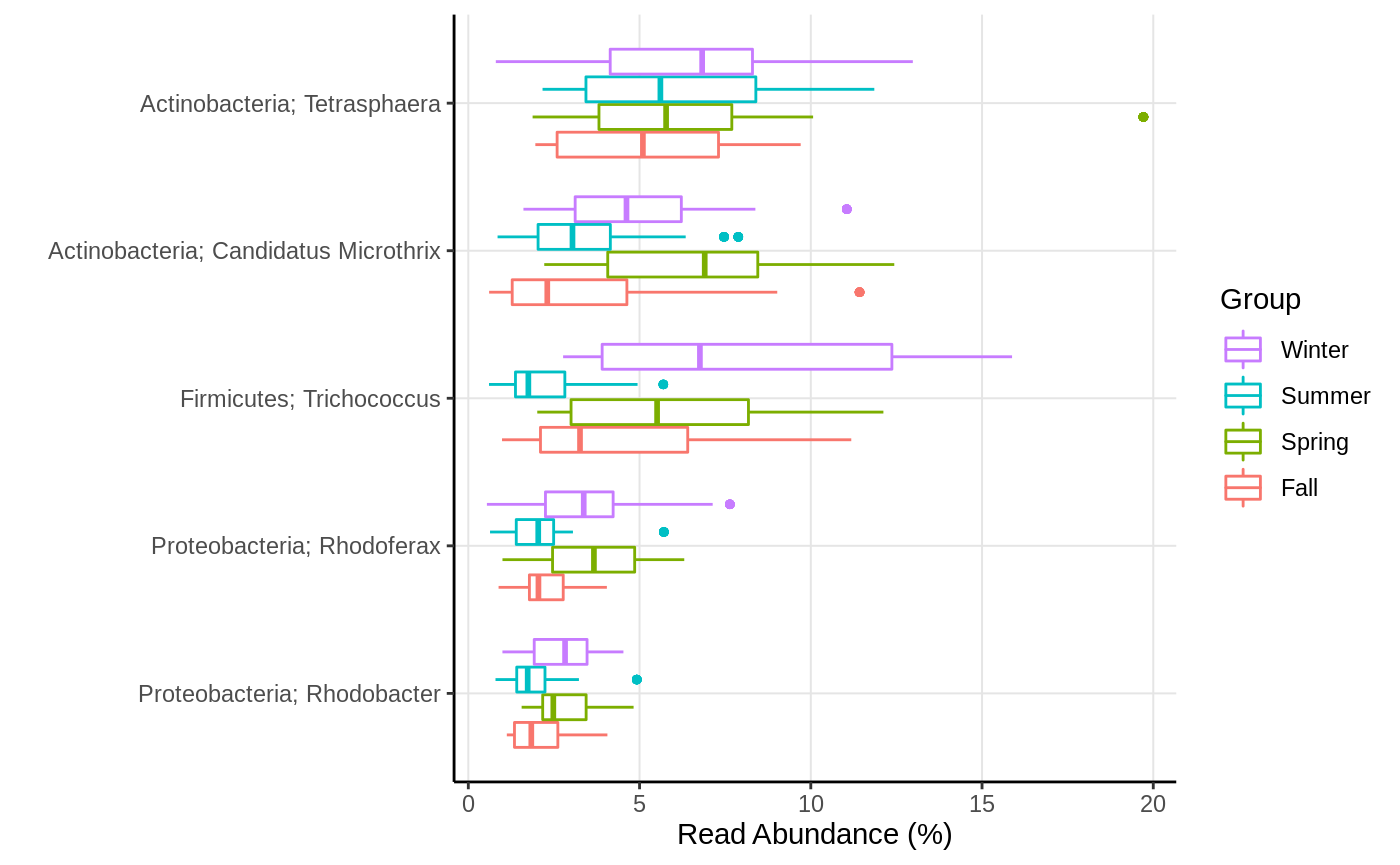 Actinobacteria; Tetrasphaera
Actinobacteria; Candidatus Microthrix
Firmicutes; Trichococcus
Proteobacteria; Rhodoferax
Proteobacteria; Rhodobacter
0 5 10 15 20
Read Abundance (%)
Group
Winter
Summer
Spring
Fall